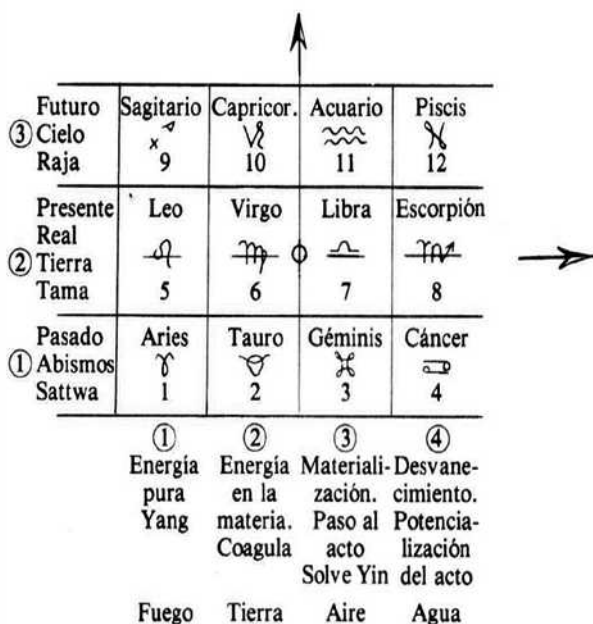 Futuro Sagitario Capricor. Acuario Piscis
③ Cielo ♐ ♑ ♒ ♓
Raja 9 10 11 12
Presente Leo Virgo Libra Escorpión
Real
② Tierra ♌ ♍ ♎ ♏
Tama 5 6 7 8
Pasado Aries Tauro Géminis Cáncer
① Abismos ♈ ♉ ♊ ♋
Sattwa 1 2 3 4
① ② ③ ④
Energía Energía Materiali- Desvane-
pura en la zación. cimiento.
Yang materia. Paso al Potencia-
Coagula acto lización
Solve Yin del acto
Fuego Tierra Aire Agua